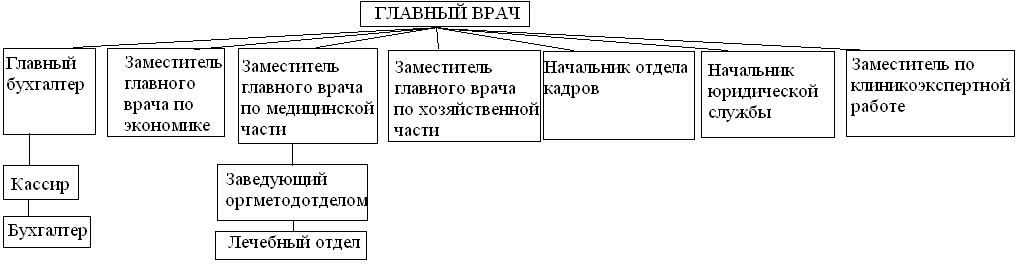 ГЛАВНЫЙ ВРАЧ
Главный
бухгалтер
Заместитель
главного
врача по
экономике
Заместитель
главного врача
по медицинской
части
Заместитель
главного врача
по хозяйственной
части
Начальник отдела
кадров
Начальник
юридической
службы
Заместитель по
клиникоэкспертной
работе
Кассир
Бухгалтер
Заведующий
оргметодотделом
Лечебный отдел